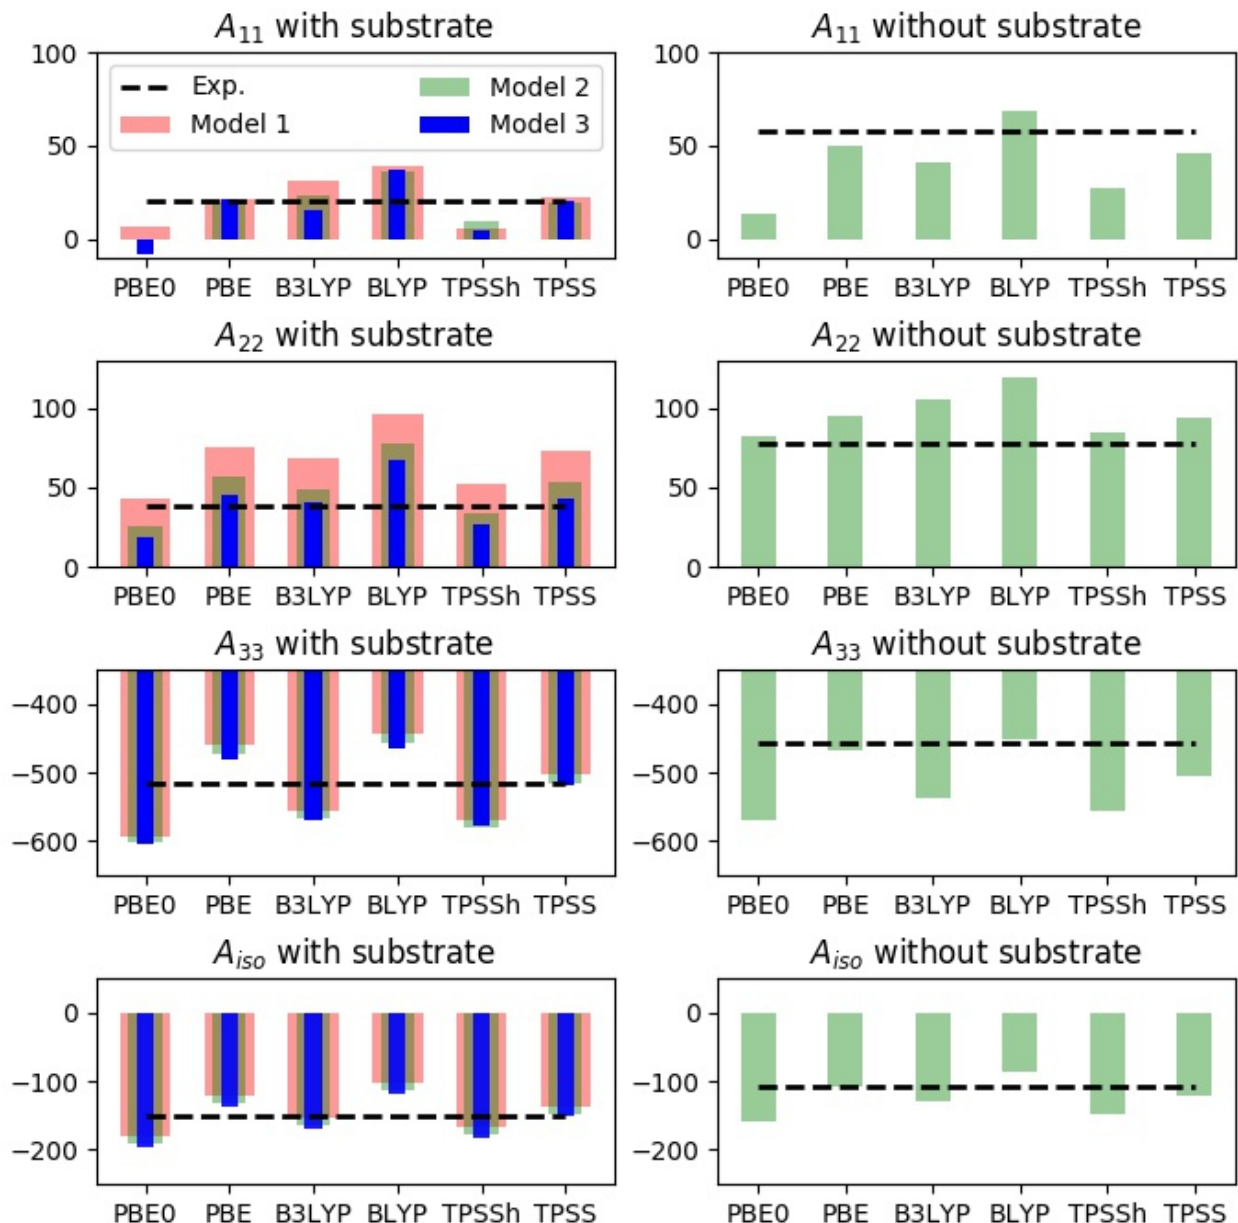 A₁₁ with substrate
A₁₁ without substrate
100
50
0
Exp.
Model 1
Model 2
Model 3
PBE0 PBE B3LYP BLYP TPSSh TPSS
100
50
0
PBE0 PBE B3LYP BLYP TPSSh TPSS
A₂₂ with substrate
A₂₂ without substrate
100
50
0
PBE0 PBE B3LYP BLYP TPSSh TPSS
100
50
0
PBE0 PBE B3LYP BLYP TPSSh TPSS
A₃₃ with substrate
A₃₃ without substrate
−400
−500
−600
PBE0 PBE B3LYP BLYP TPSSh TPSS
−400
−500
−600
PBE0 PBE B3LYP BLYP TPSSh TPSS
A_iso with substrate
A_iso without substrate
0
−100
−200
PBE0 PBE B3LYP BLYP TPSSh TPSS
0
−100
−200
PBE0 PBE B3LYP BLYP TPSSh TPSS